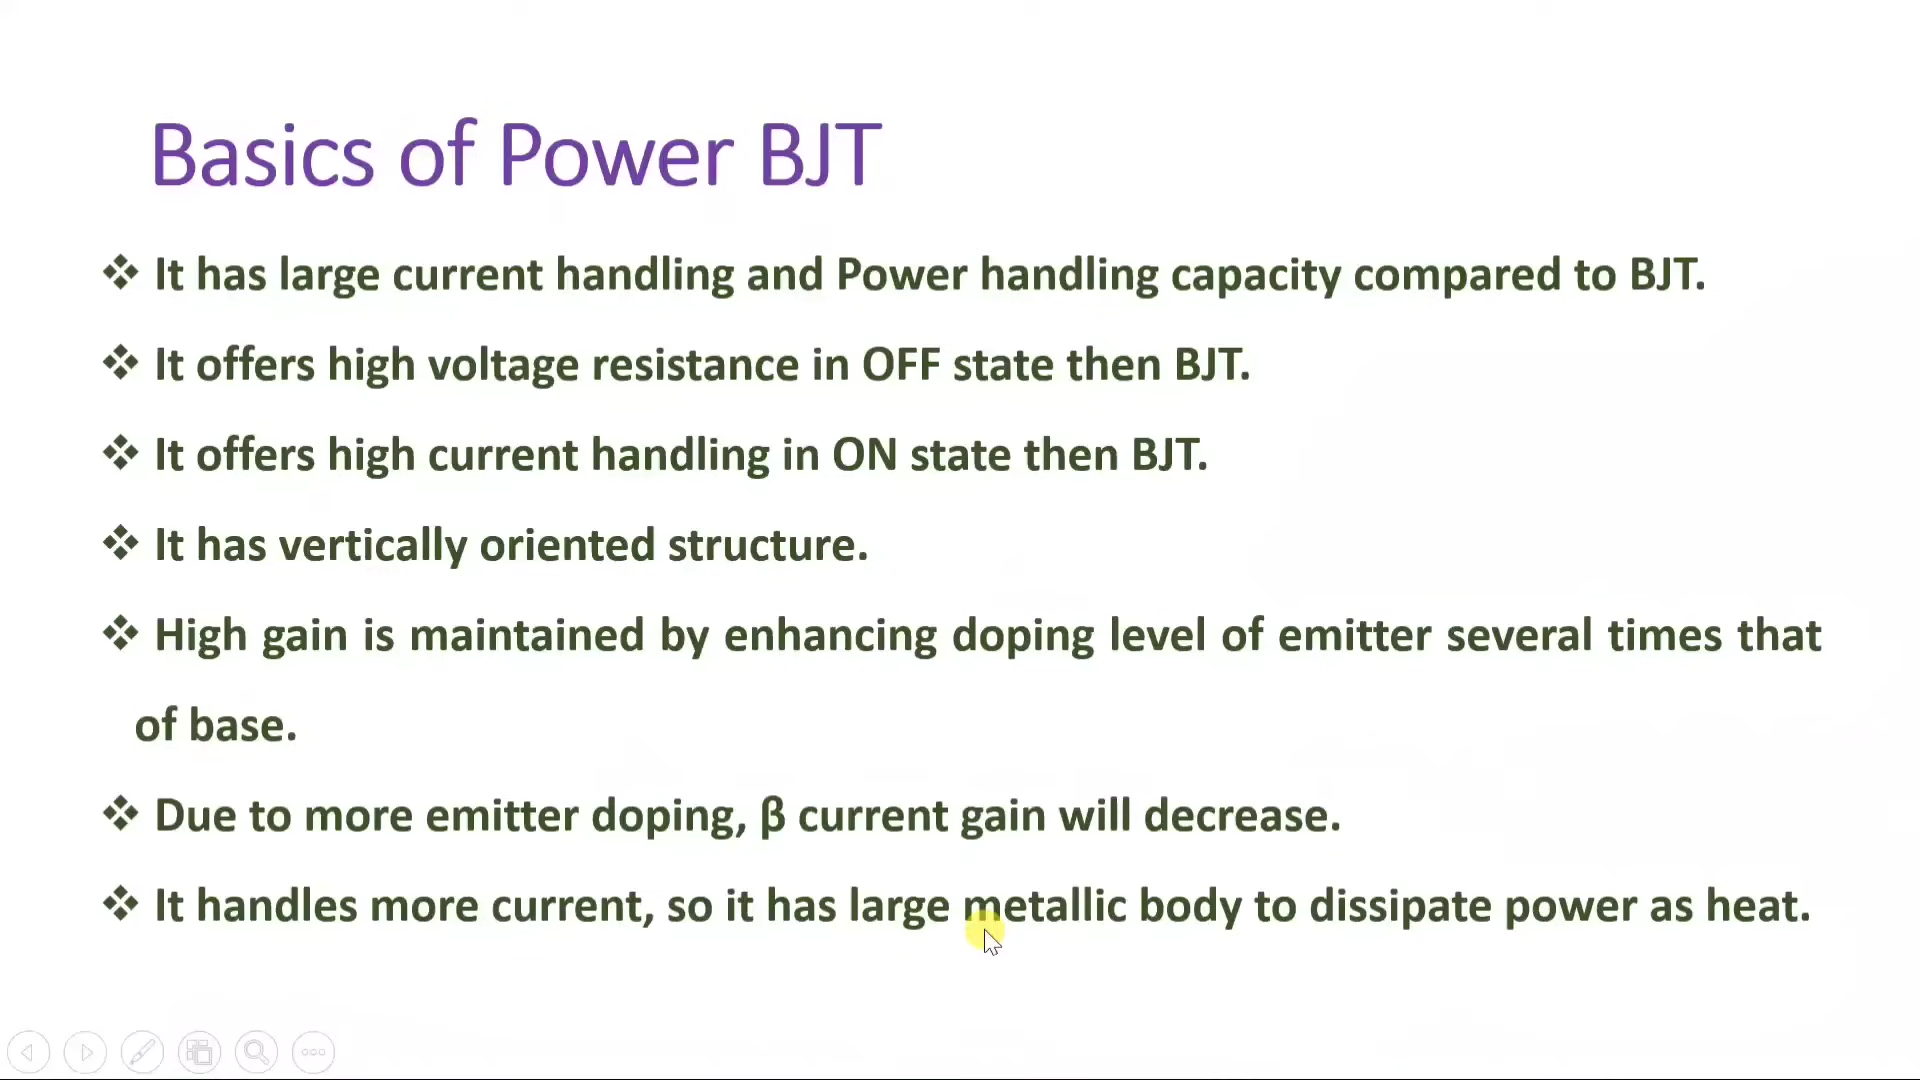 Basics of Power BJT
❖ It has large current handling and Power handling capacity compared to BJT.
❖ It offers high voltage resistance in OFF state then BJT.
❖ It offers high current handling in ON state then BJT.
❖ It has vertically oriented structure.
❖ High gain is maintained by enhancing doping level of emitter several times that
of base.
❖ Due to more emitter doping, β current gain will decrease.
❖ It handles more current, so it has large metallic body to dissipate power as heat.